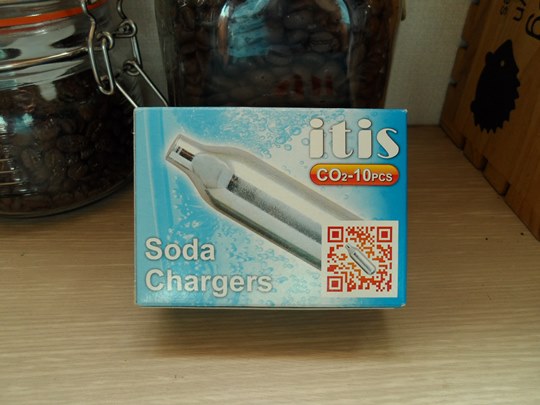 itis
CO2-10PCS
Soda
Chargers